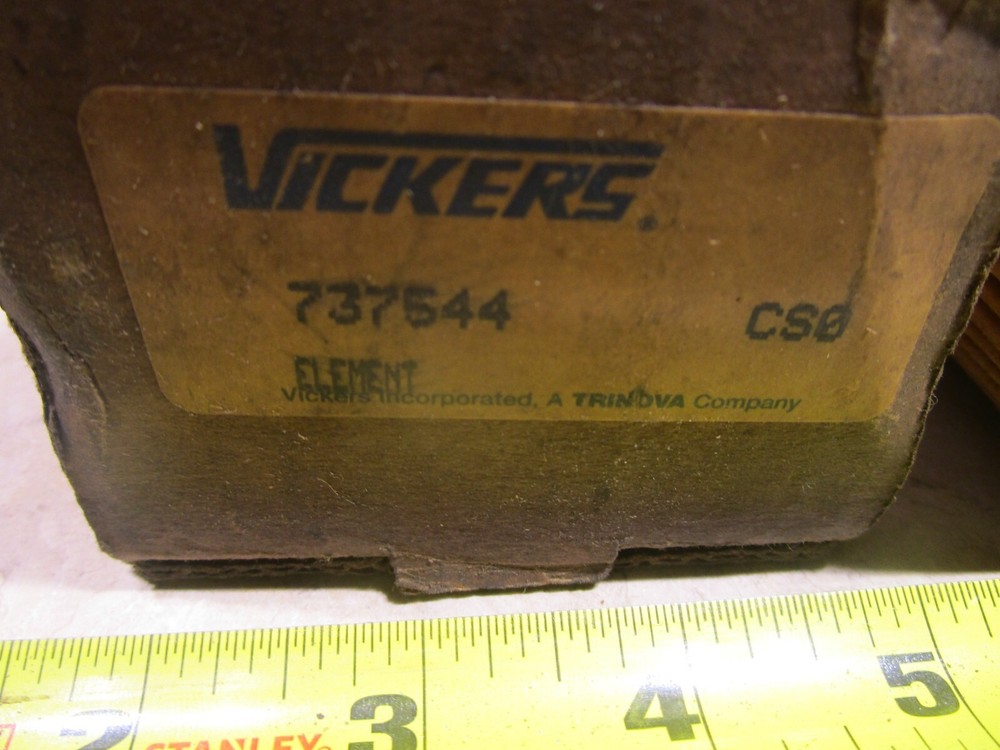 VICKERS.
737544 CS0
ELEMENT
Vickers Incorporated, A TRINOVA Company
2 STANLEY® 3 4 5